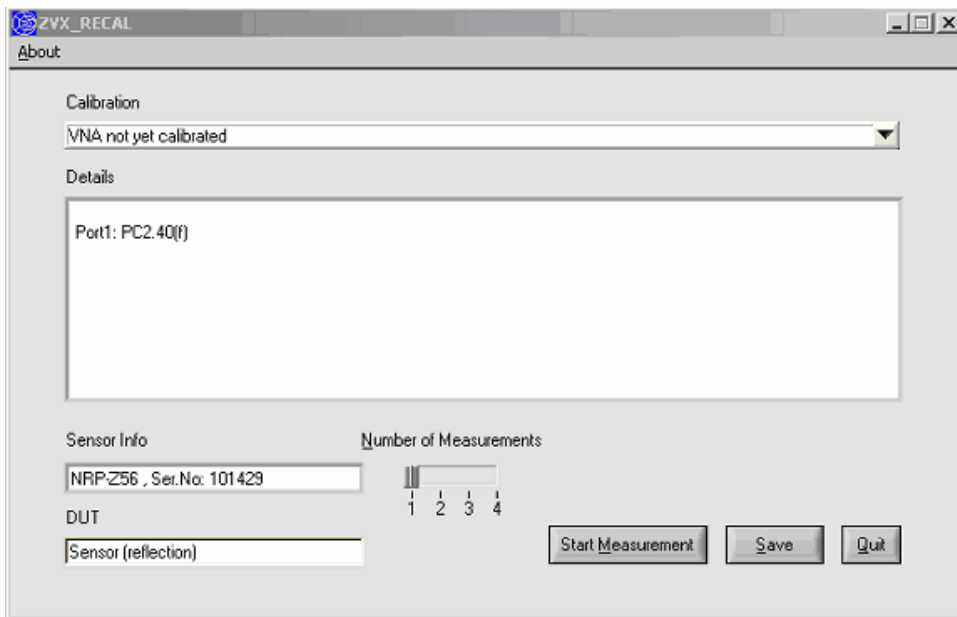 ZVX_RECAL
About
Calibration
VNA not yet calibrated
Details
Port1: PC2.40(f)
Sensor Info
Number of Measurements
NRP-Z56 , Ser.No: 101429
1 2 3 4
DUT
Sensor (reflection)
Start Measurement
Save
Quit